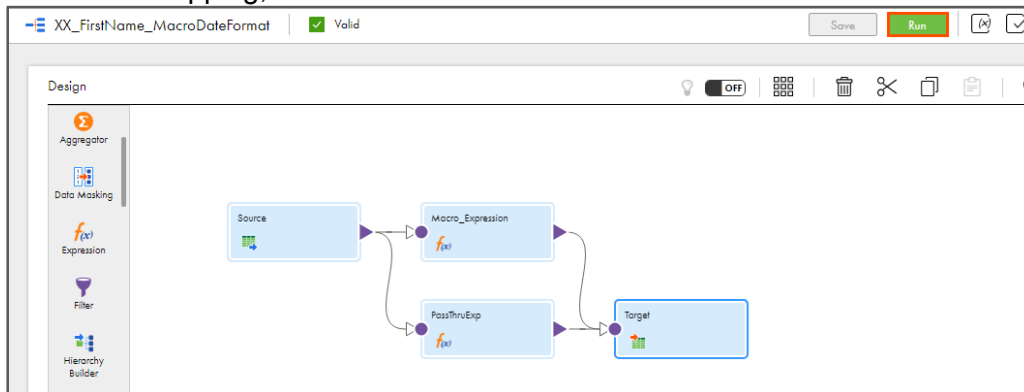 XX_FirstName_MacroDateFormat
Valid
Save
Run
(x)
Design
OFF
Σ
Aggregator
Data Masking
f(x)
Expression
Filter
Hierarchy
Builder
Source
Macro_Expression
f(x)
PassThruExp
f(x)
Target